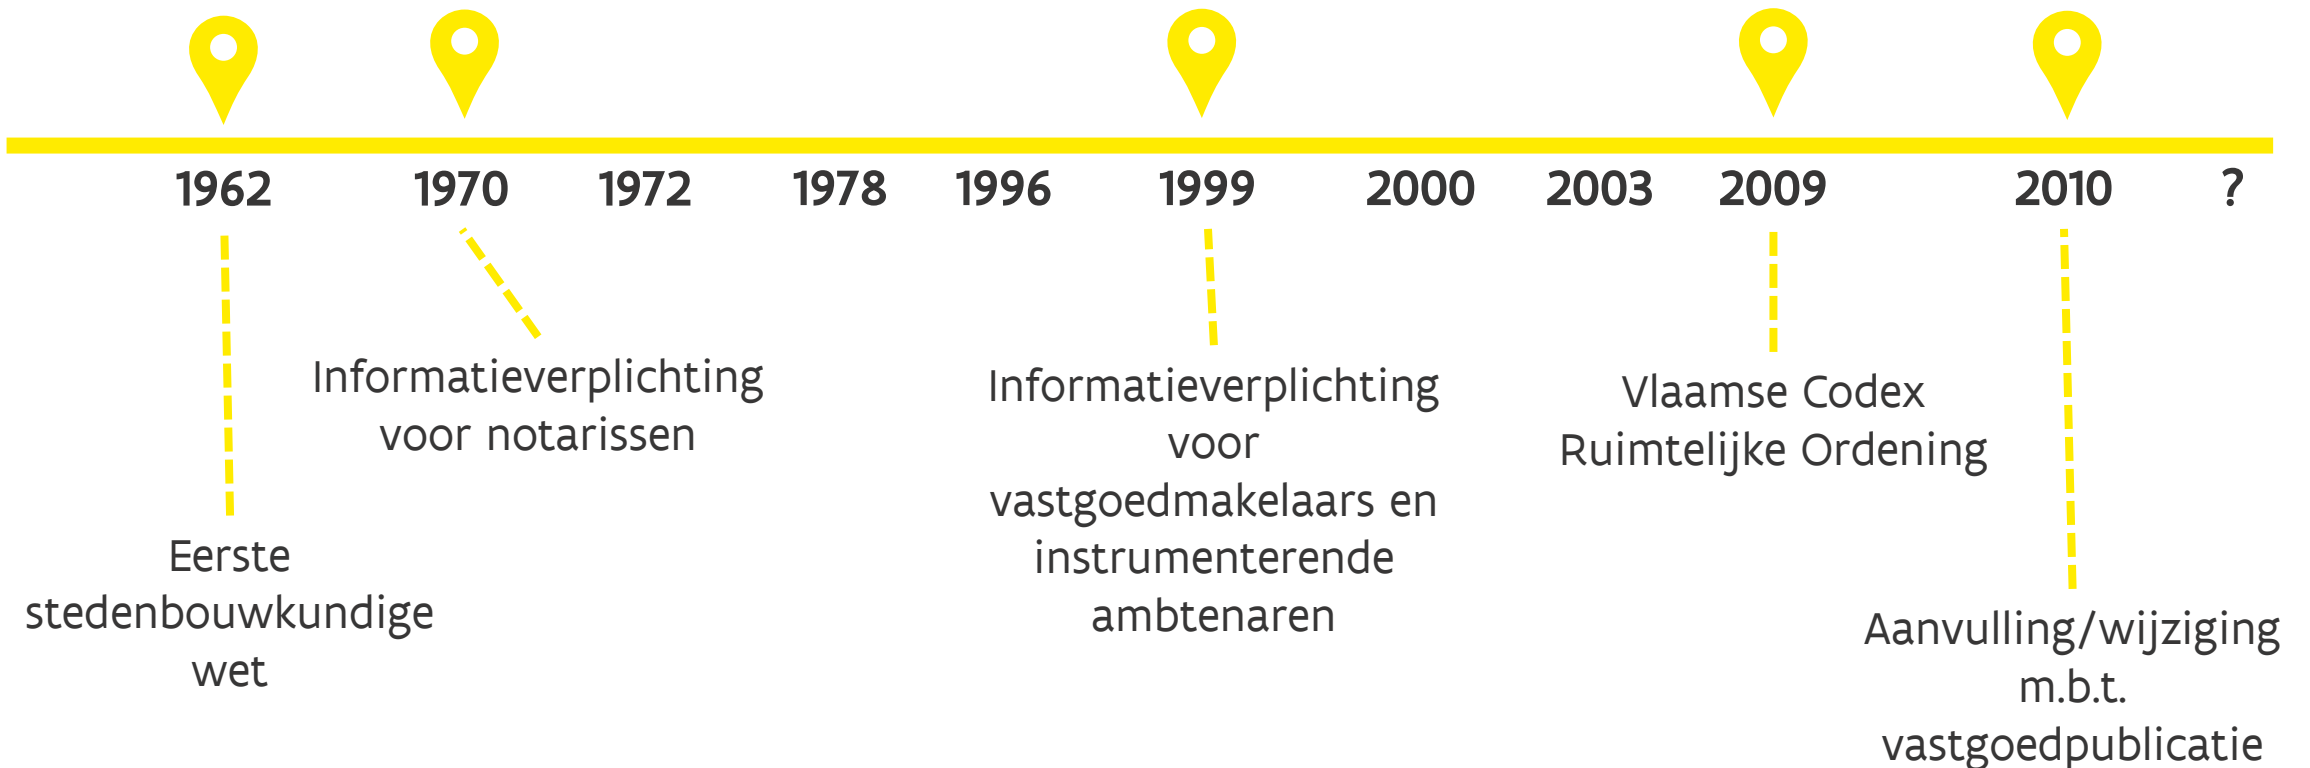 1962 1970 1972 1978 1996 1999 2000 2003 2009 2010 ?
Informatieverplichting
voor notarissen
Informatieverplichting
voor
vastgoedmakelaars en
instrumenterende
ambtenaren
Vlaamse Codex
Ruimtelijke Ordening
Eerste
stedenbouwkundige
wet
Aanvulling/wijziging
m.b.t.
vastgoedpublicatie